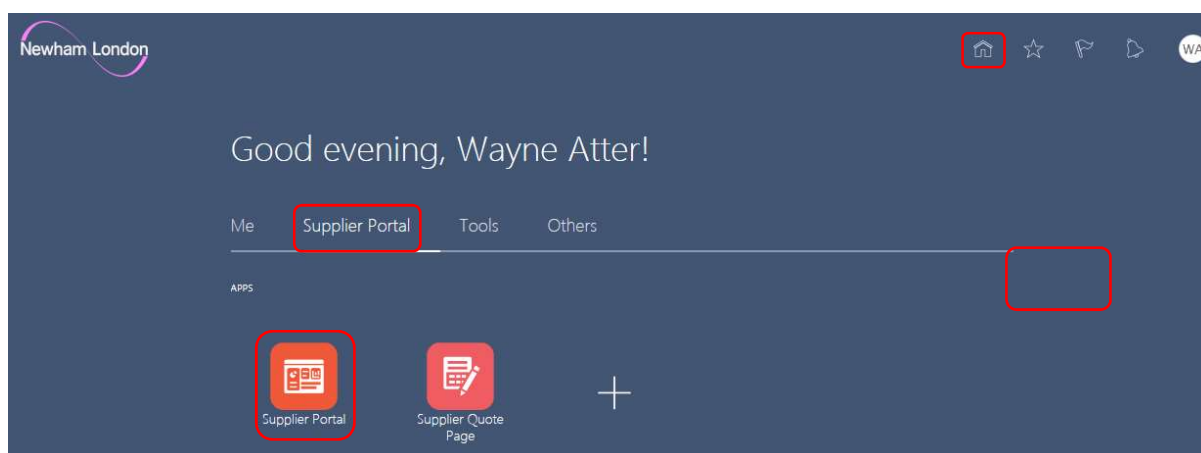 Newham London
WA
Good evening, Wayne Atter!
Me Supplier Portal Tools Others
APPS
Supplier Portal
Supplier Quote
Page